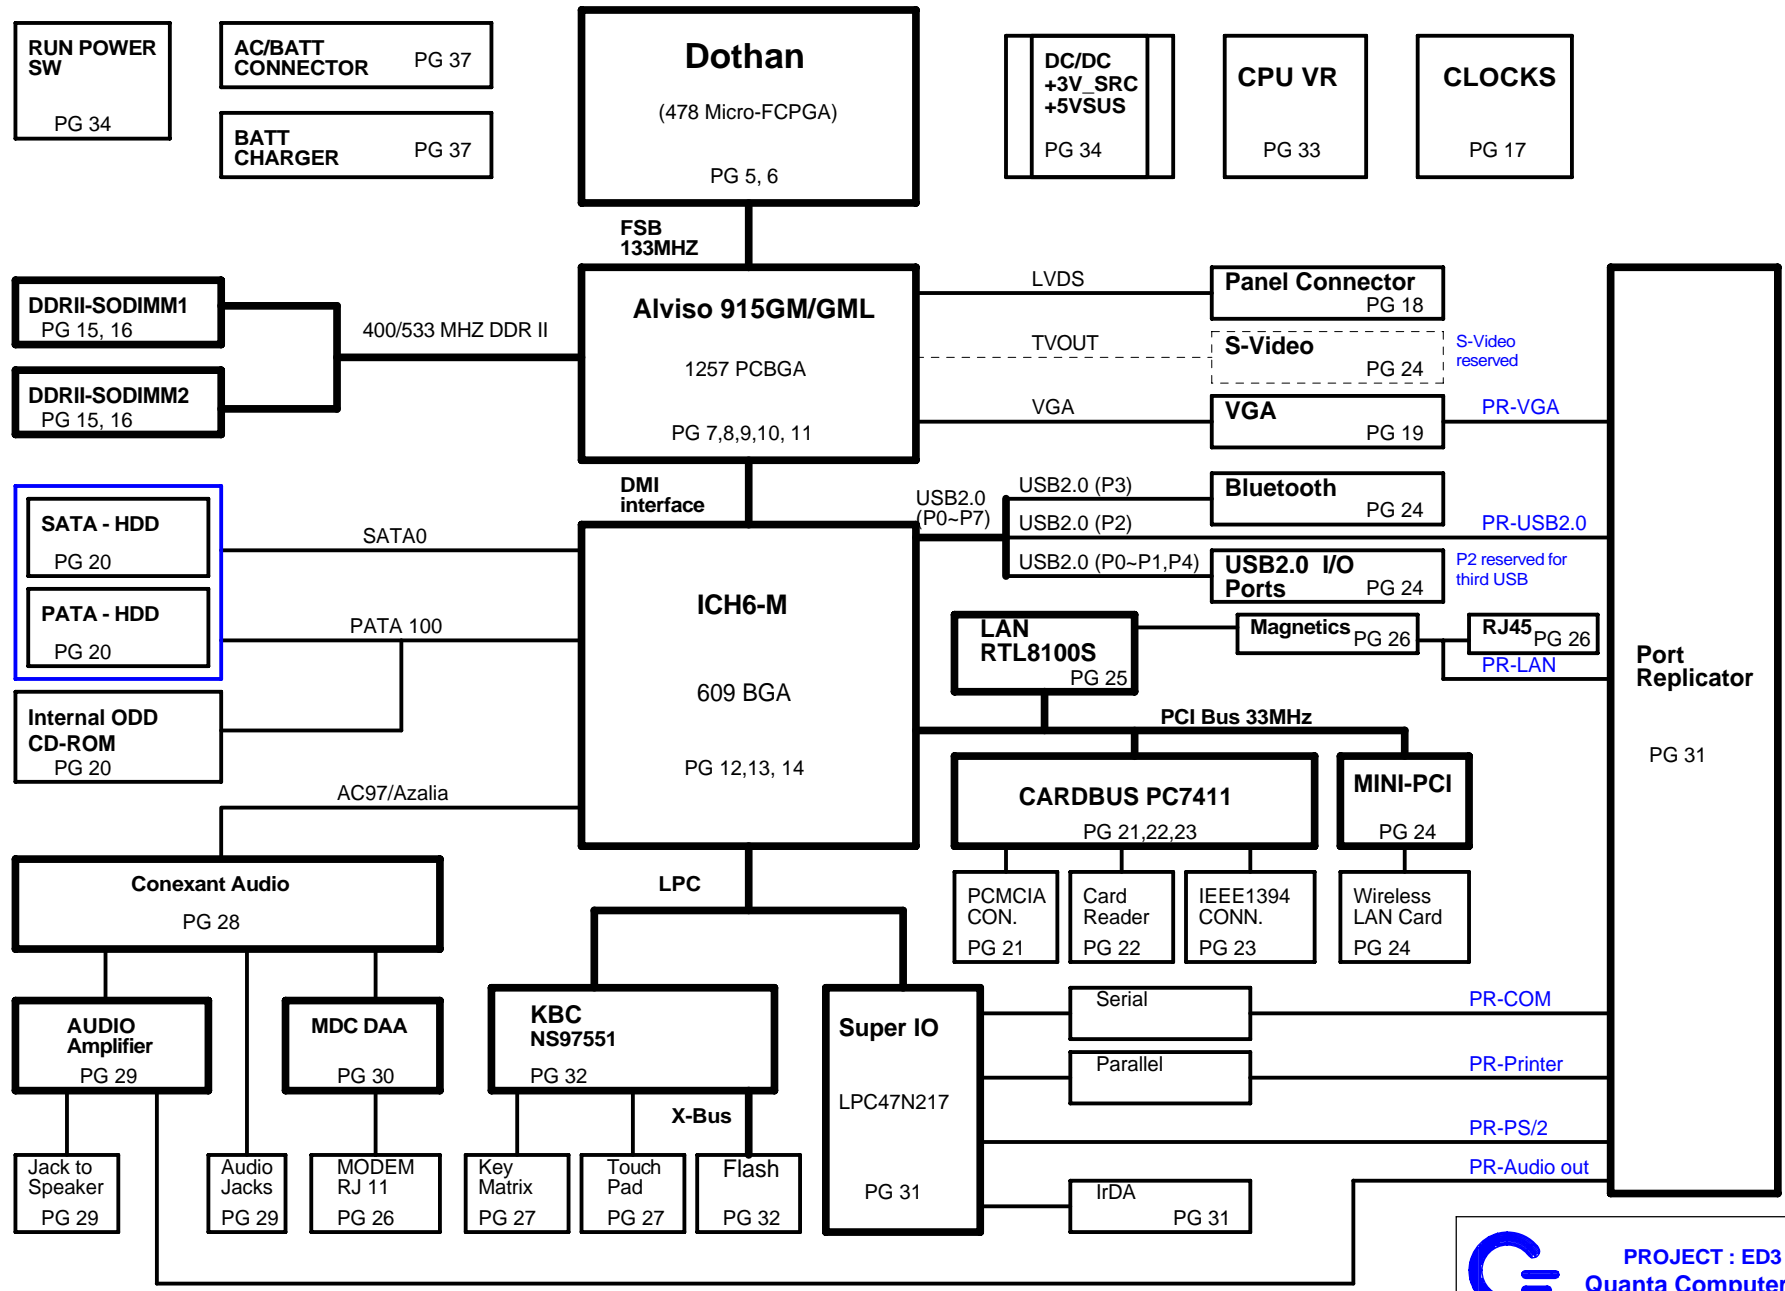 RUN POWER
SW
PG 34
AC/BATT
CONNECTOR
PG 37
BATT
CHARGER
PG 37
Dothan
(478 Micro-FCPGA)
PG 5, 6
DC/DC
+3V_SRC
+5VSUS
PG 34
CPU VR
PG 33
CLOCKS
PG 17
FSB
133MHZ
DDRII-SODIMM1
PG 15, 16
DDRII-SODIMM2
PG 15, 16
400/533 MHZ DDR II
Alviso 915GM/GML
1257 PCBGA
PG 7,8,9,10, 11
LVDS
Panel Connector
PG 18
TVOUT
S-Video
PG 24
S-Video
reserved
VGA
VGA
PG 19
PR-VGA
DMI
interface
USB2.0
(P0~P7)
USB2.0 (P3)
Bluetooth
PG 24
USB2.0 (P2)
PR-USB2.0
USB2.0 (P0~P1,P4)
USB2.0 I/O
Ports
PG 24
P2 reserved for
third USB
SATA - HDD
PG 20
SATA0
PATA - HDD
PG 20
PATA 100
Internal ODD
CD-ROM
PG 20
ICH6-M
609 BGA
PG 12,13, 14
LAN
RTL8100S
PG 25
Magnetics
PG 26
RJ45
PG 26
PR-LAN
Port
Replicator
PG 31
PCI Bus 33MHz
CARDBUS PC7411
PG 21,22,23
MINI-PCI
PG 24
AC97/Azalia
PCMCIA
CON.
PG 21
Card
Reader
PG 22
IEEE1394
CONN.
PG 23
Wireless
LAN Card
PG 24
Conexant Audio
PG 28
LPC
AUDIO
Amplifier
PG 29
MDC DAA
PG 30
KBC
NS97551
PG 32
X-Bus
Super IO
LPC47N217
PG 31
Serial
PR-COM
Parallel
PR-Printer
PR-PS/2
PR-Audio out
IrDA
PG 31
Jack to
Speaker
PG 29
Audio
Jacks
PG 29
MODEM
RJ 11
PG 26
Key
Matrix
PG 27
Touch
Pad
PG 27
Flash
PG 32
PROJECT : ED3
Quanta Computer